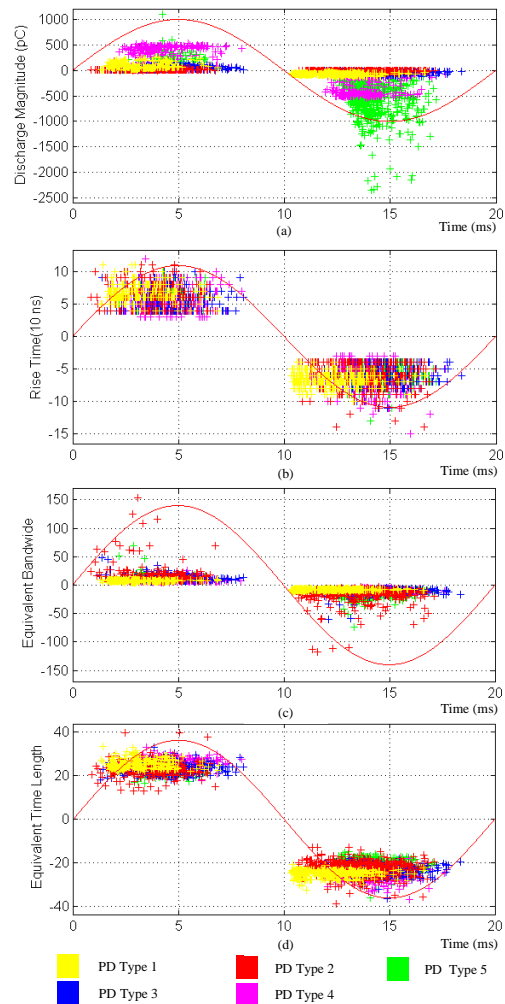 1000
500
0
-500
-1000
-1500
-2000
-2500
Discharge Magnitude (pC)
0 5 10 15 20
Time (ms)
(a)
10
5
0
-5
-10
-15
Rise Time(10 ns)
0 5 10 15 20
Time (ms)
(b)
150
100
50
0
-50
-100
-150
Equivalent Bandwide
0 5 10 15 20
Time (ms)
(c)
40
20
0
-20
-40
Equivalent Time Length
0 5 10 15 20
Time (ms)
(d)
PD Type 1 PD Type 2 PD Type 5
PD Type 3 PD Type 4